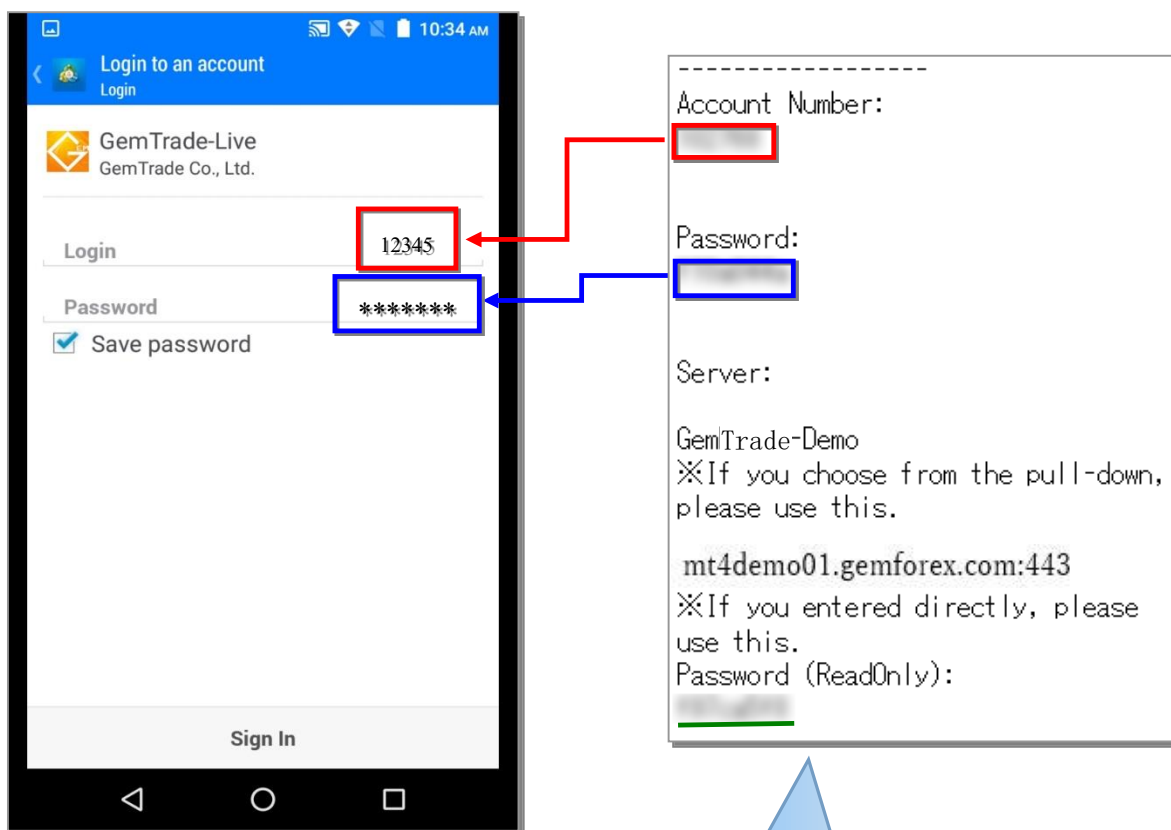 10:34 AM
Login to an account
Login
GemTrade-Live
GemTrade Co., Ltd.
Login 12345
Password *******
Save password
Sign In
------------------
Account Number:
Password:
Server:
GemTrade-Demo
※If you choose from the pull-down,
please use this.
mt4demo01.gemforex.com:443
※If you entered directly, please
use this.
Password (ReadOnly):